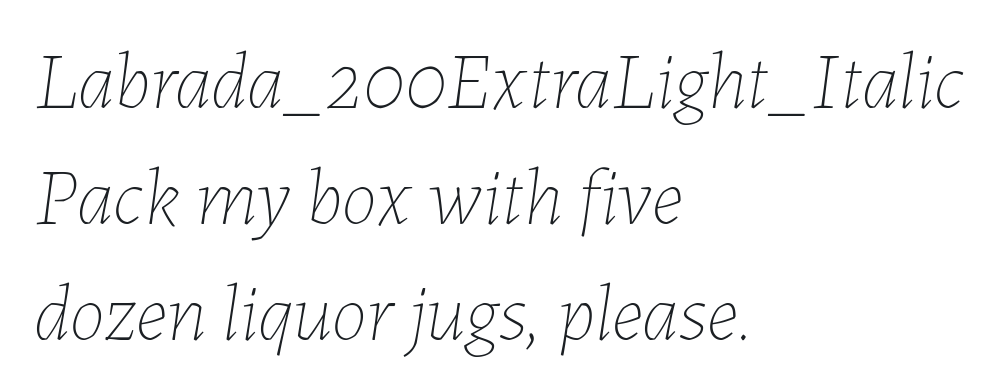 Labrada_200ExtraLight_Italic
Pack my box with five
dozen liquor jugs, please.